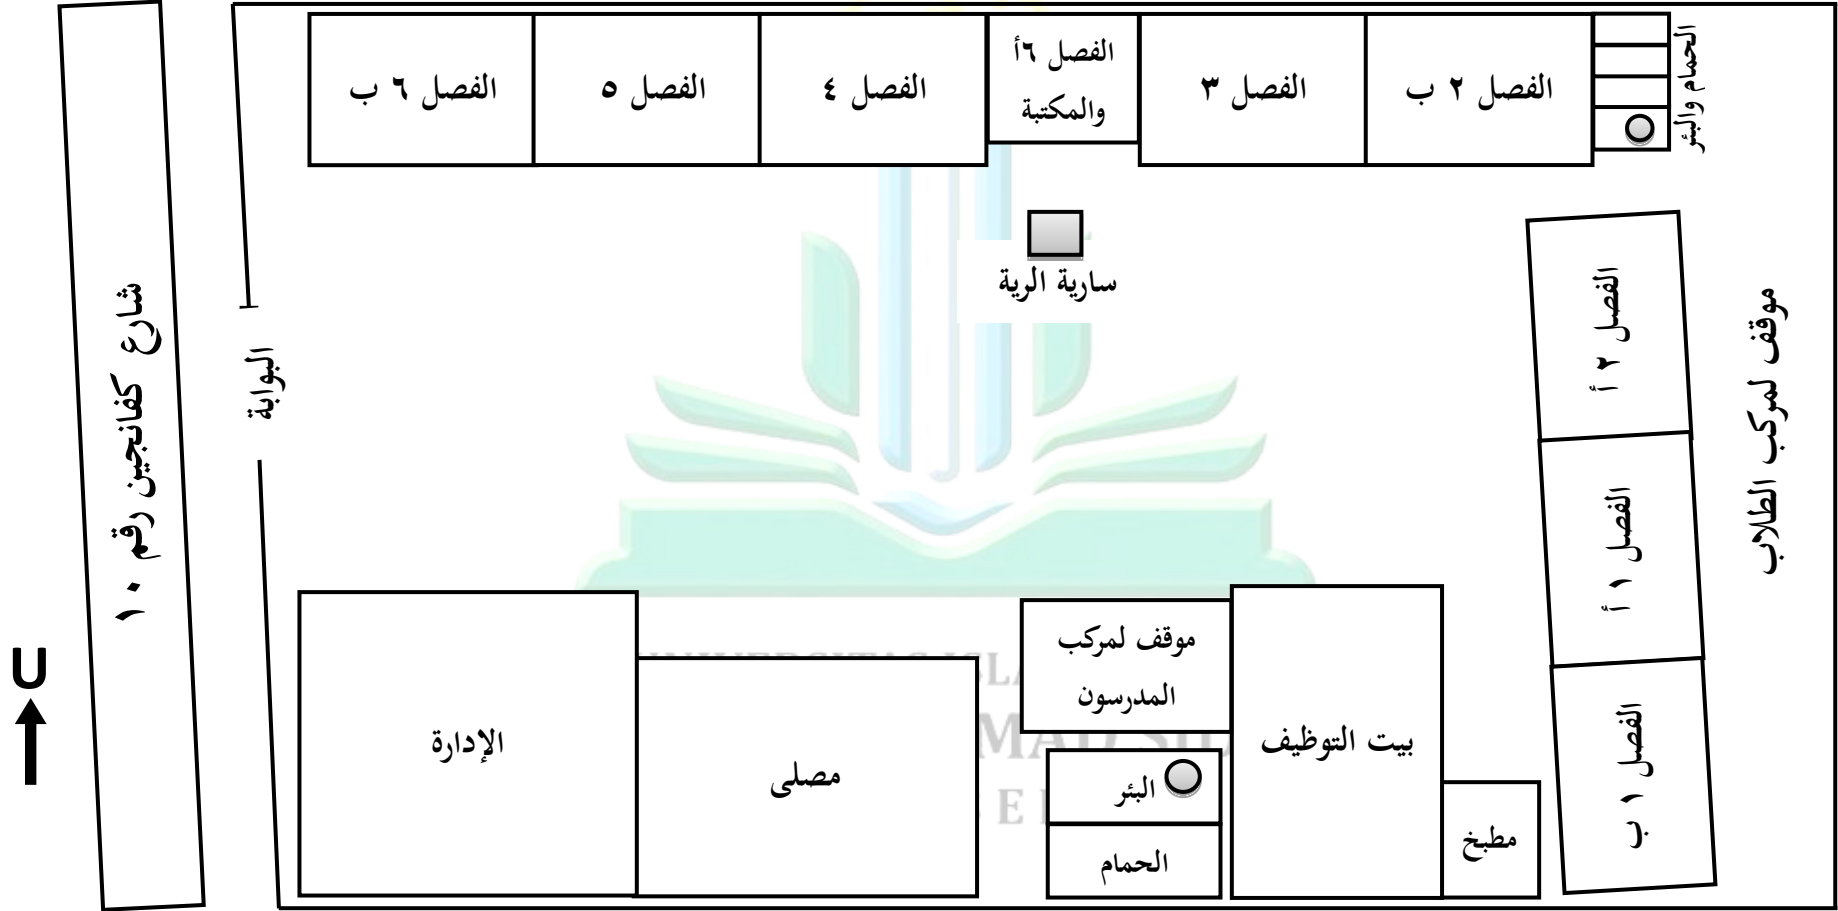 الفصل ٦ ب
الفصل ٥
الفصل ٤
الفصل ٦أ
والمكتبة
الفصل ٣
الفصل ٢ ب
الحمام والبئر
سارية الرية
شارع كفانجين رقم ١٠
البوابة
الفصل ٢ أ
الفصل ١ أ
الفصل ١ ب
موقف لمركب الطلاب
U
الإدارة
مصلى
موقف لمركب
المدرسون
البئر
الحمام
بيت التوظيف
مطبخ